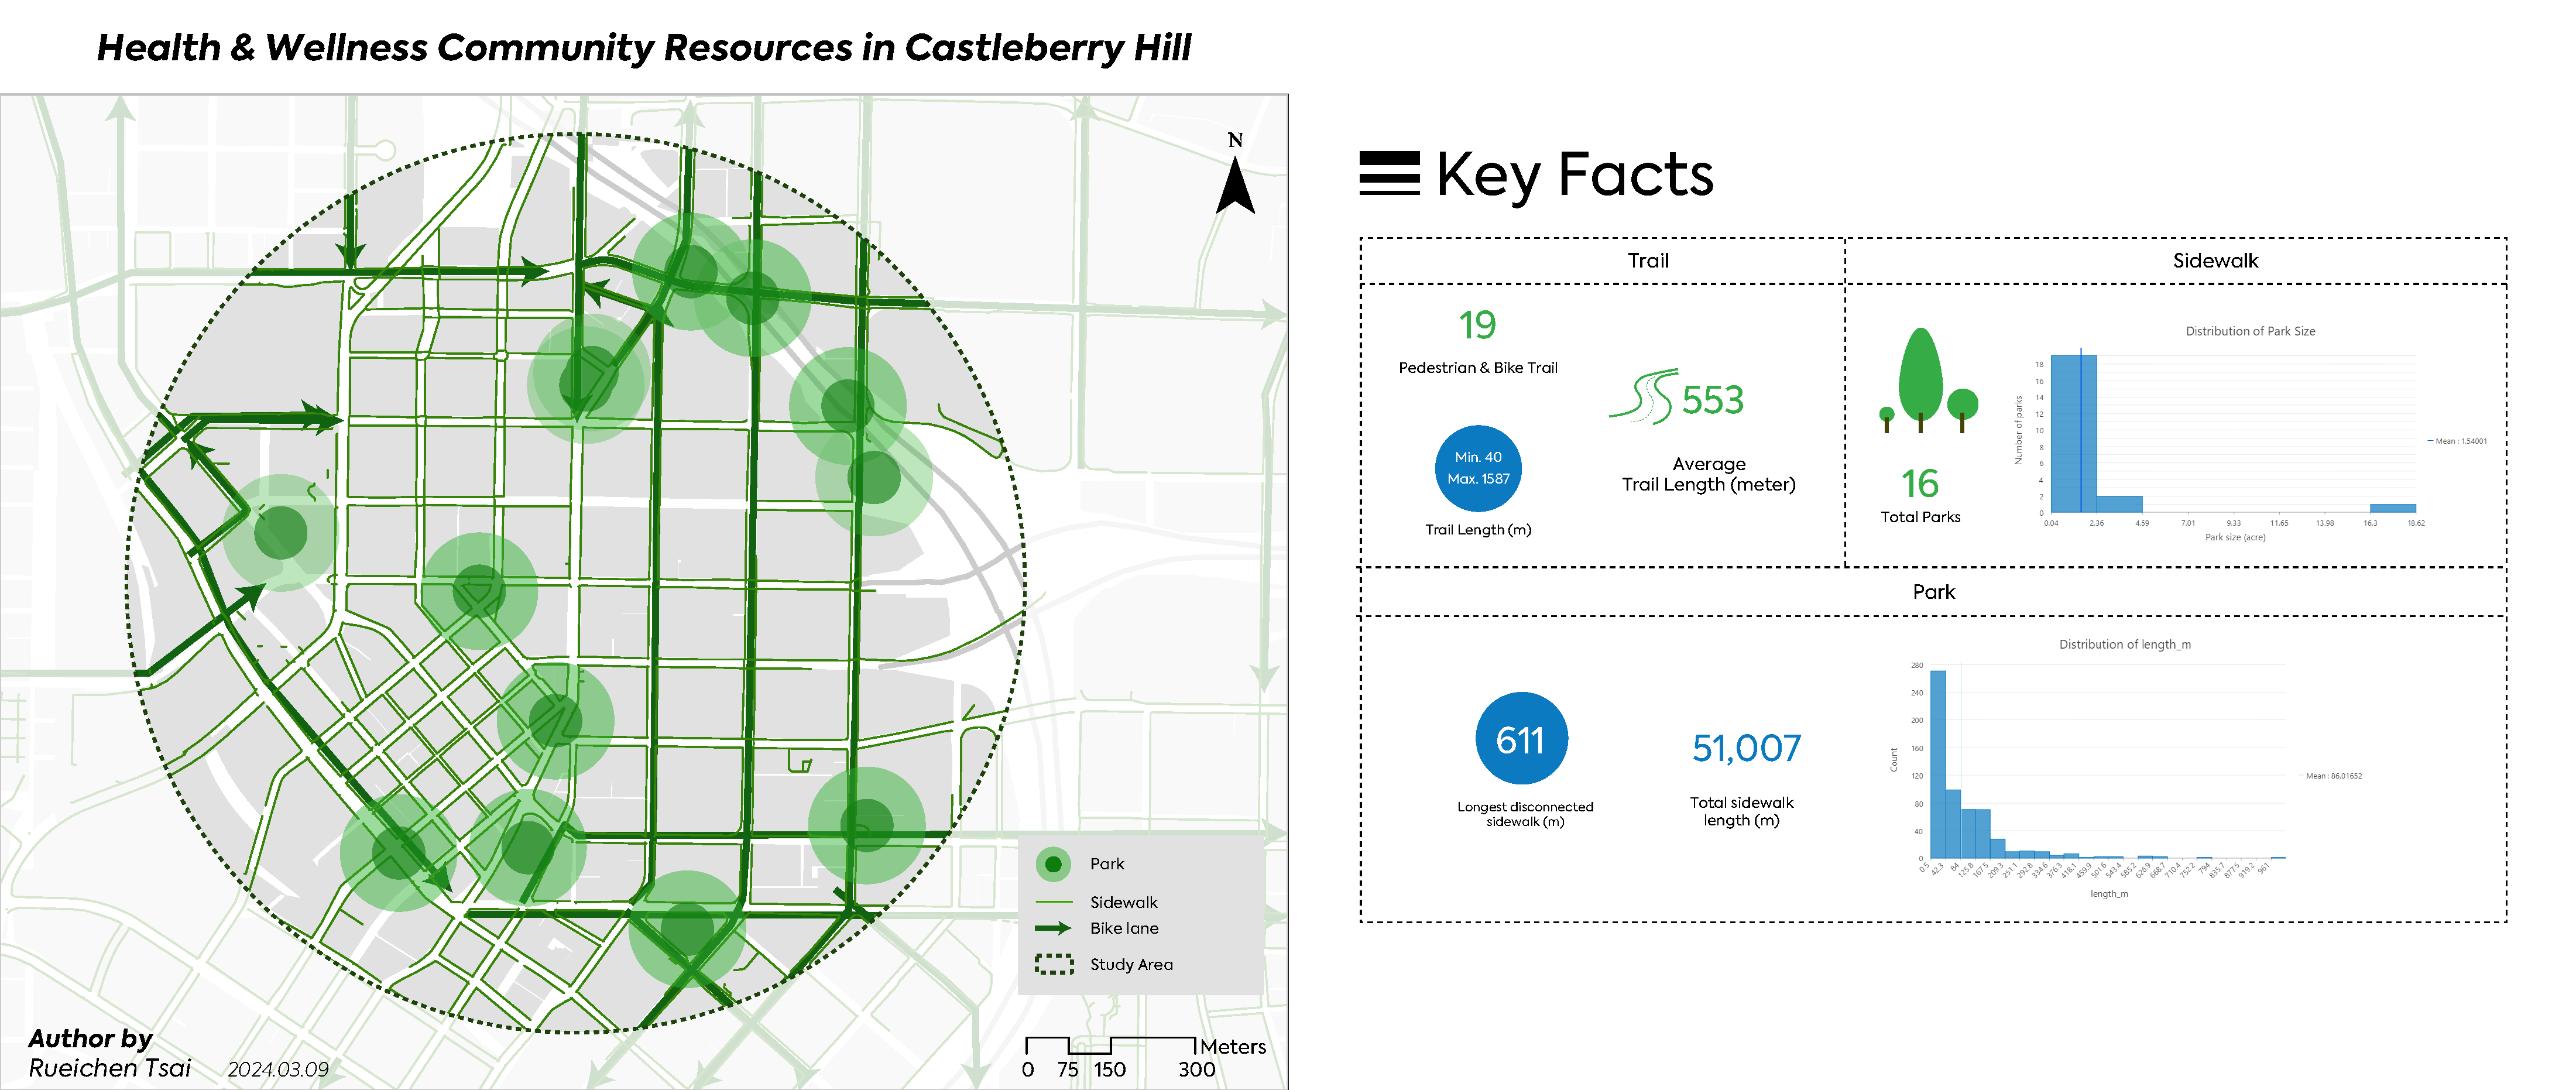 Health & Wellness Community Resources in Castleberry Hill
N
Park
Sidewalk
Bike lane
Study Area
Meters
0 75 150 300
Author by
Rueichen Tsai 2024.03.09
Key Facts
Trail
Sidewalk
19
Pedestrian & Bike Trail
Min. 40
Max. 1587
Trail Length (m)
553
Average
Trail Length (meter)
16
Total Parks
Distribution of Park Size
Number of parks
18
16
14
12
10
8
6
4
2
0
0.04 2.36 4.59 7.01 9.33 11.65 13.98 16.3 18.62
Park size (acre)
Mean : 1.54001
Park
611
Longest disconnected
sidewalk (m)
51,007
Total sidewalk
length (m)
Distribution of length_m
Count
280
240
200
160
120
80
40
0
0.5 42.3 84 125.8 167.5 209.3 251.1 292.8 334.6 376.3 418.1 459.9 501.6 543.4 585.2 626.9 668.7 710.4 752.2 794 835.7 877.5 919.2 961
length_m
Mean : 86.01652